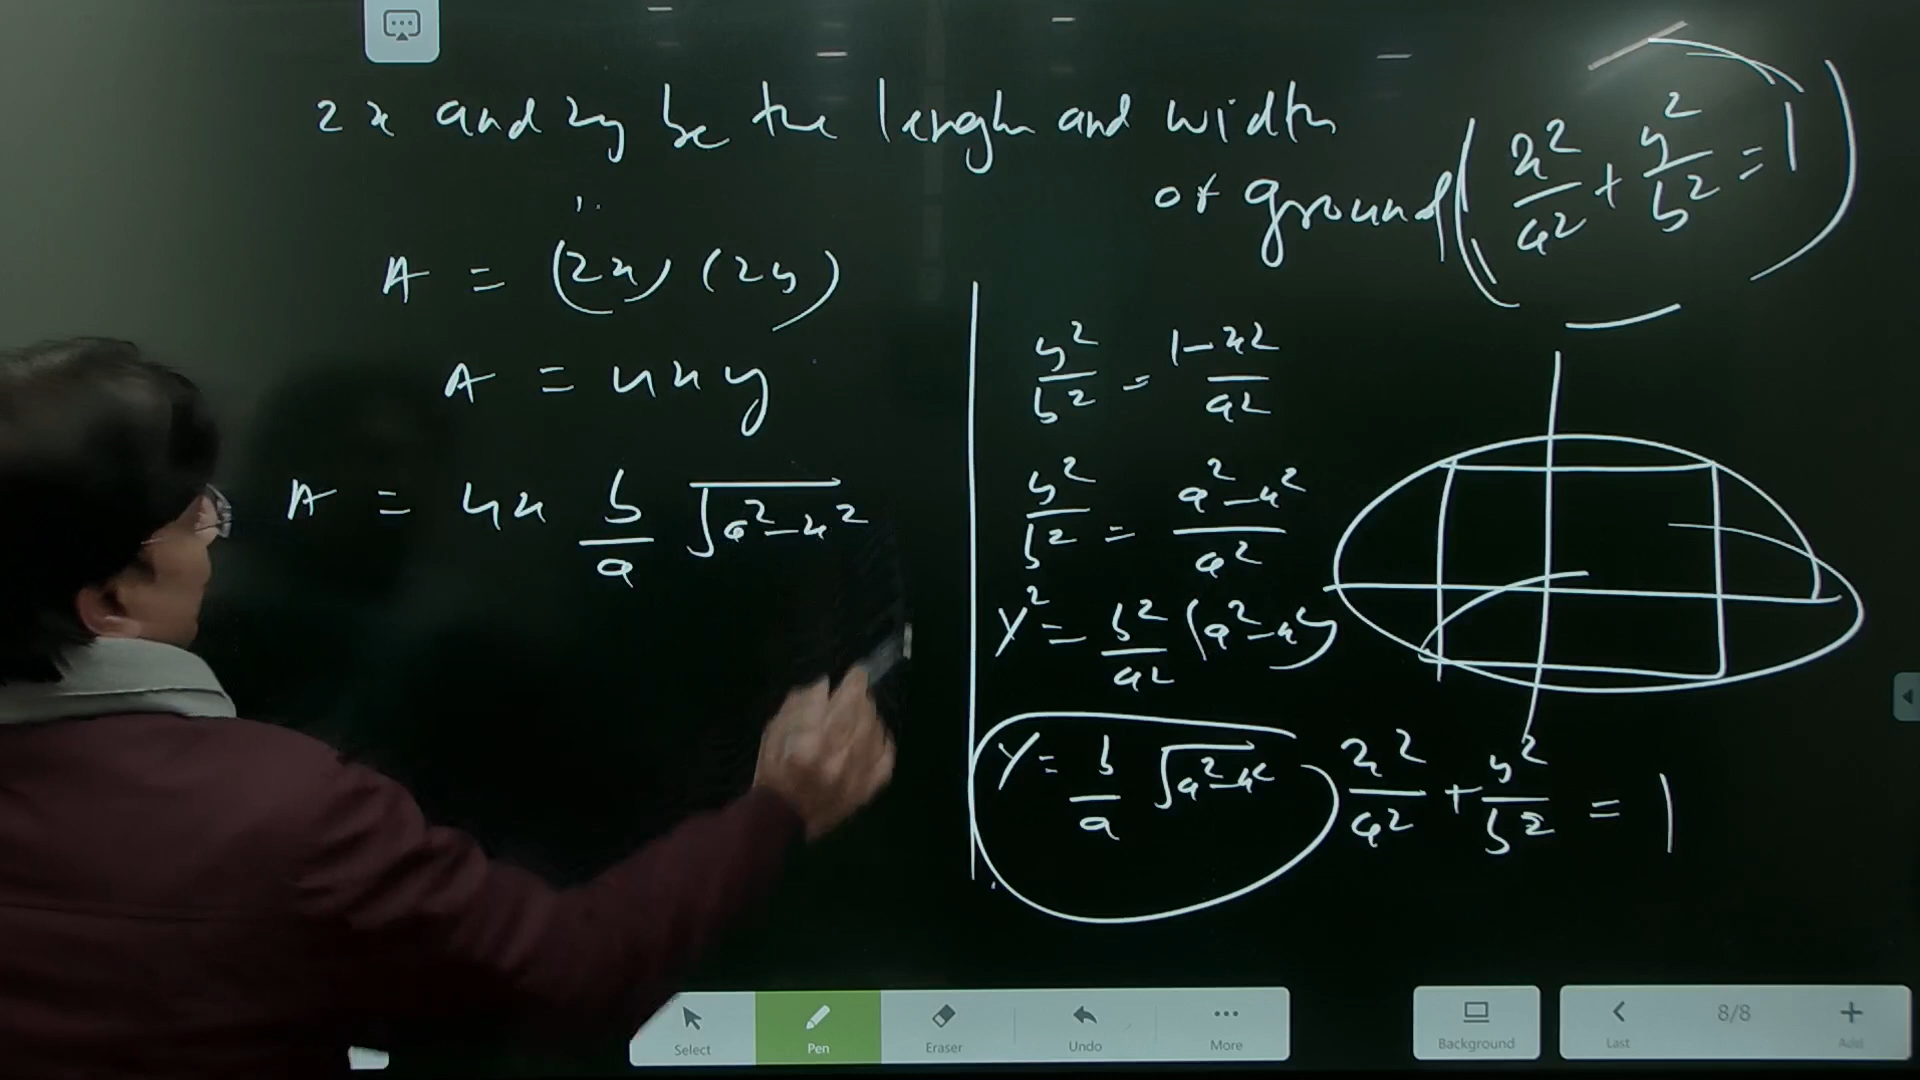 2x and 2y be the length and width
of ground (x²/a² + y²/b² = 1)
A = (2x) (2y)
A = 4xy
A = 4x b/a √a²-x²
y²/b² = 1-x²/a²
y²/b² = a²-x²/a²
y² = b²/a² (a²-x²)
y = b/a √a²-x²
x²/a² + y²/b² = 1
Select
Pen
Eraser
Undo
More
Background
Last
8/8
Add